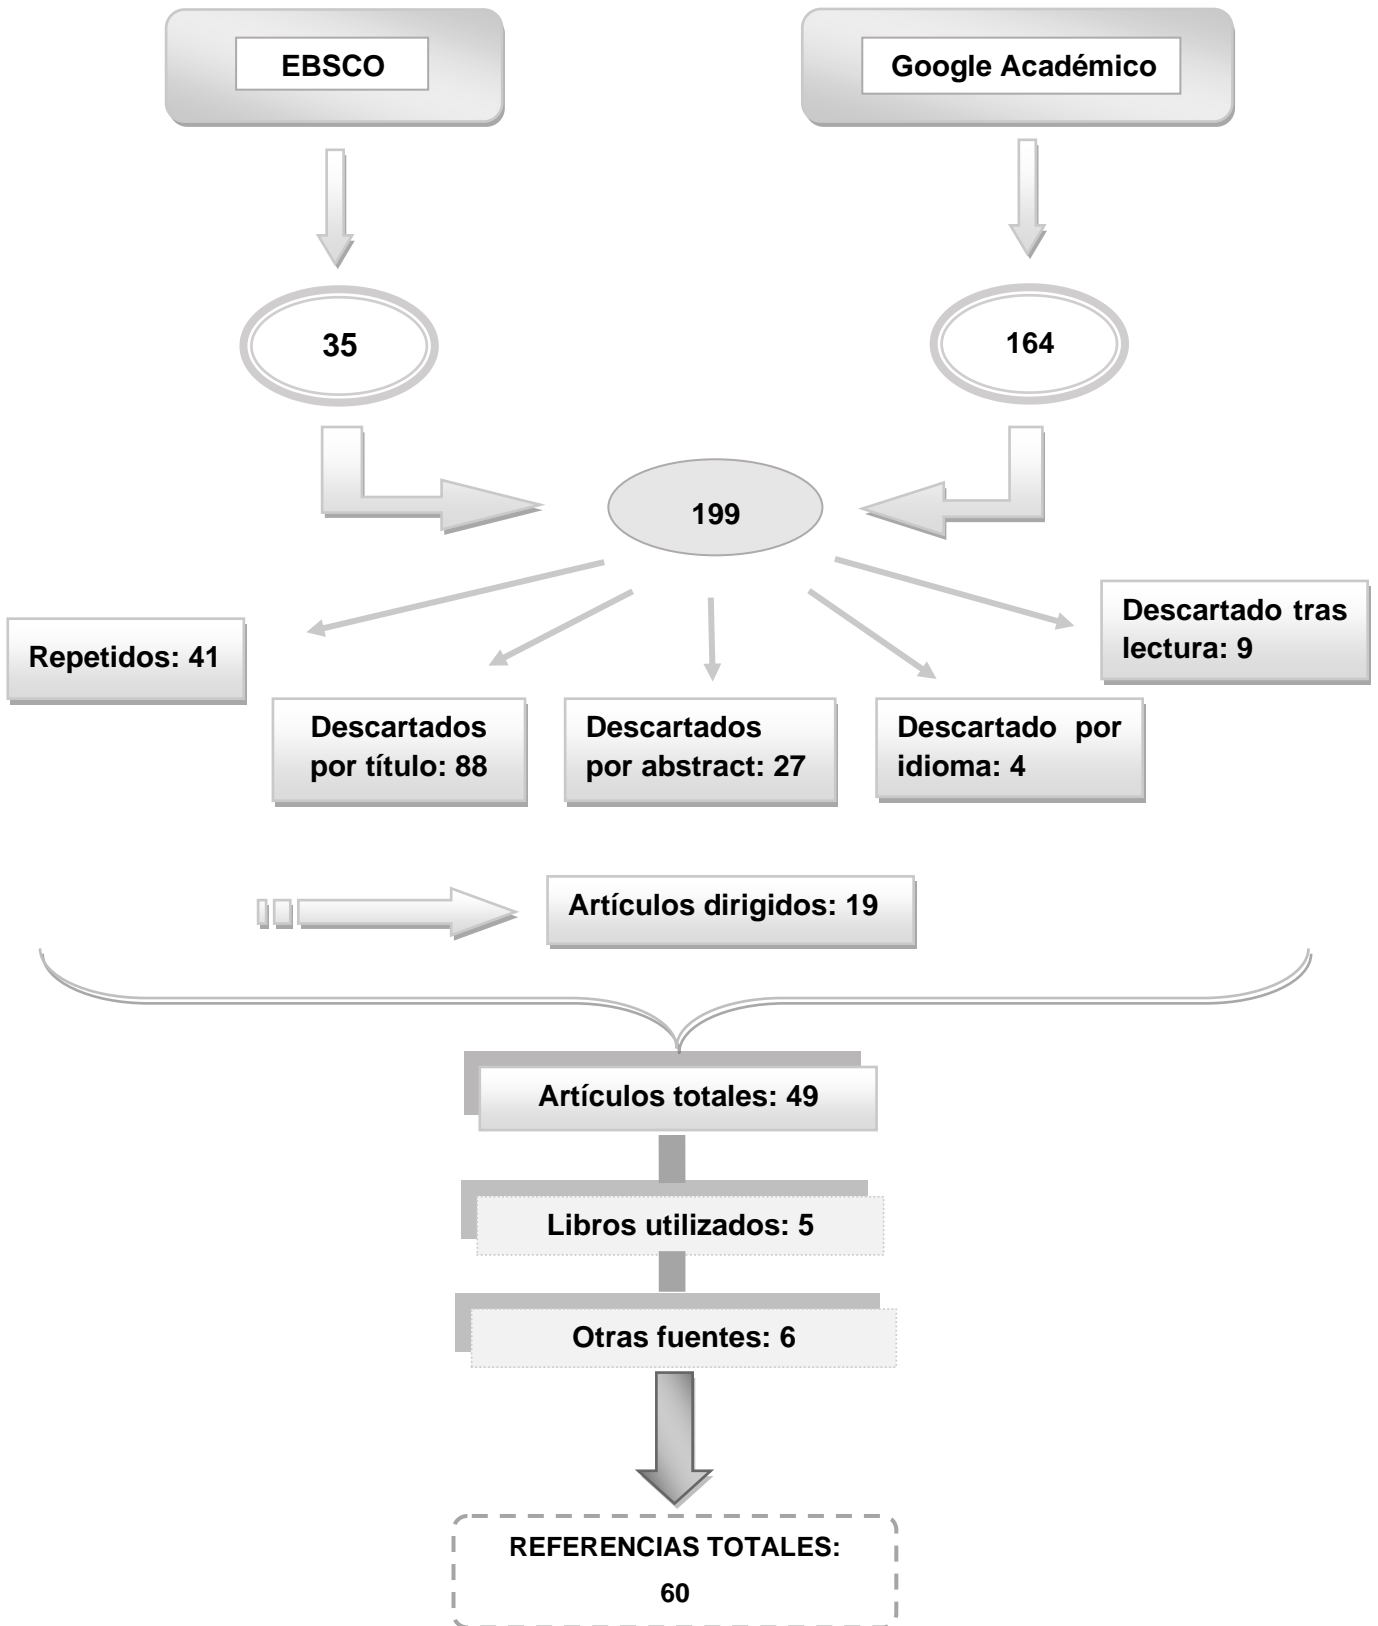 EBSCO
Google Académico
35
164
199
Repetidos: 41
Descartados
por título: 88
Descartados
por abstract: 27
Descartado por
idioma: 4
Descartado tras
lectura: 9
Artículos dirigidos: 19
Artículos totales: 49
Libros utilizados: 5
Otras fuentes: 6
REFERENCIAS TOTALES:
60